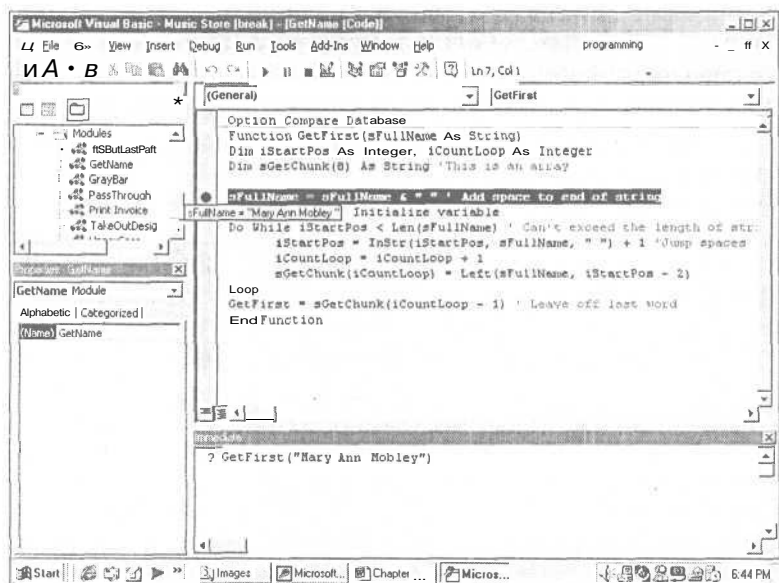 Microsoft Visual Basic - Music Store [break] - [GetName [Code]]
File View Insert Debug Run Tools Add-Ins Window Help programming
Ln 7, Col 1
(General) GetFirst
Modules
GetName
GrayBar
PassThrough
Print Invoice
TakeOutDesig
Properties - GetName
GetName Module
Alphabetic | Categorized
(Name) GetName
Option Compare Database
Function GetFirst(sFullName As String)
Dim iStartPos As Integer, iCountLoop As Integer
Dim sGetChunk(8) As String 'This is an array
sFullName = sFullName & " " ' Add space to end of string
sFullName = "Mary Ann Mobley" Initialize variable
Do While iStartPos < Len(sFullName) ' Can't exceed the length of str:
iStartPos = InStr(iStartPos, sFullName, " ") + 1 'Jump spaces
iCountLoop = iCountLoop + 1
sGetChunk(iCountLoop) = Left(sFullName, iStartPos - 2)
Loop
GetFirst = sGetChunk(iCountLoop - 1) ' Leave off last word
End Function
Immediate
? GetFirst("Mary Ann Mobley")
Start Images Microsoft... Chapter ... Micros... 6:44 PM